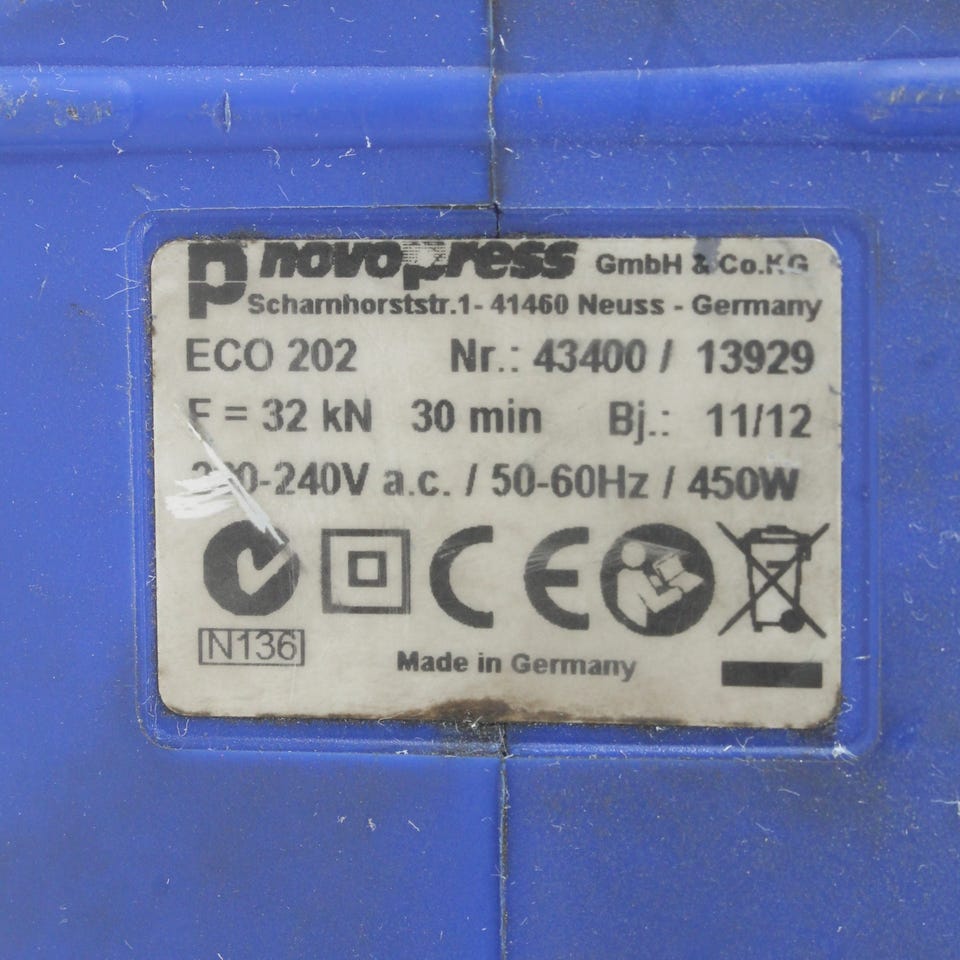 novopress GmbH & Co.KG
Scharnhorststr.1- 41460 Neuss - Germany
ECO 202 Nr.: 43400 / 13929
F = 32 kN 30 min Bj.: 11/12
-240V a.c. / 50-60Hz / 450W
CE
N136
Made in Germany